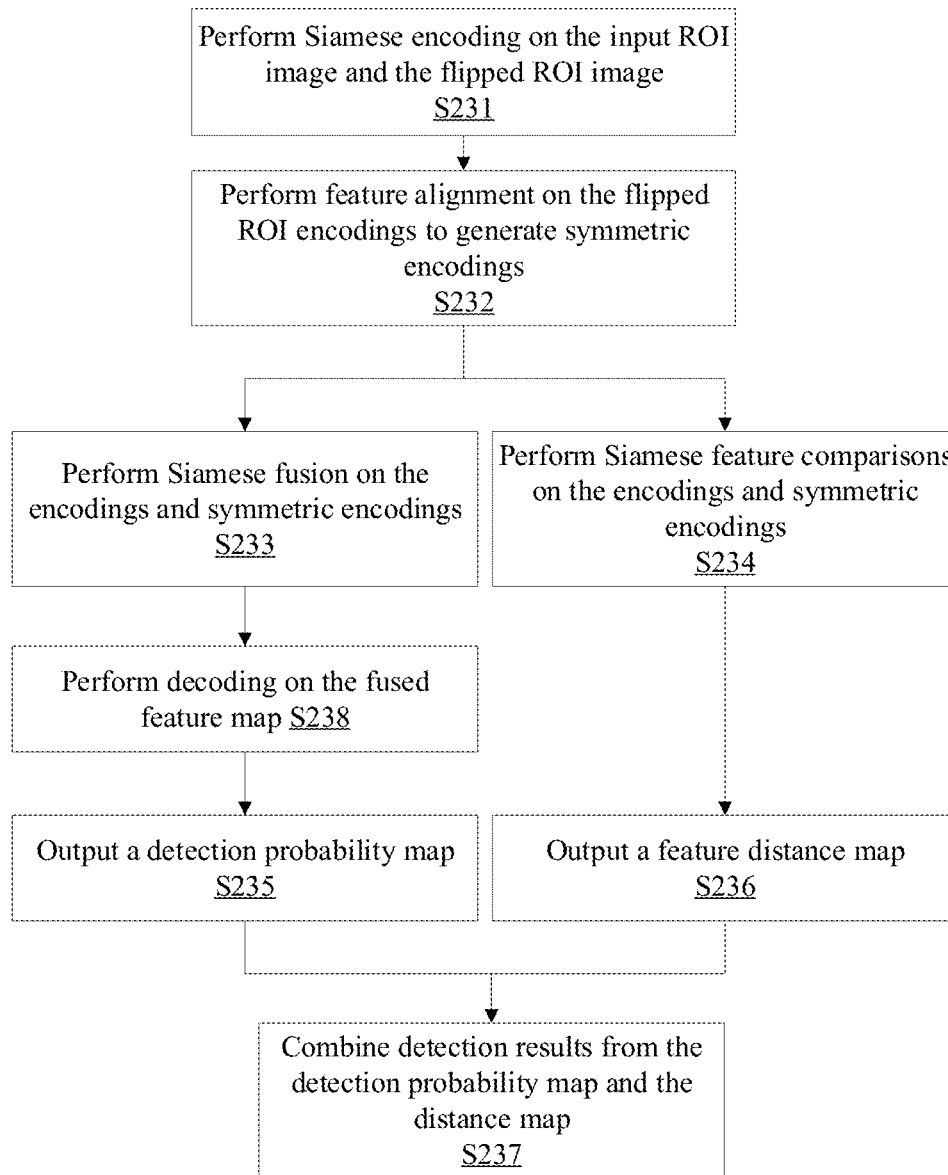 Perform Siamese encoding on the input ROI
image and the flipped ROI image
S231
Perform feature alignment on the flipped
ROI encodings to generate symmetric
encodings
S232
Perform Siamese fusion on the
encodings and symmetric encodings
S233
Perform Siamese feature comparisons
on the encodings and symmetric
encodings
S234
Perform decoding on the fused
feature map S238
Output a detection probability map
S235
Output a feature distance map
S236
Combine detection results from the
detection probability map and the
distance map
S237